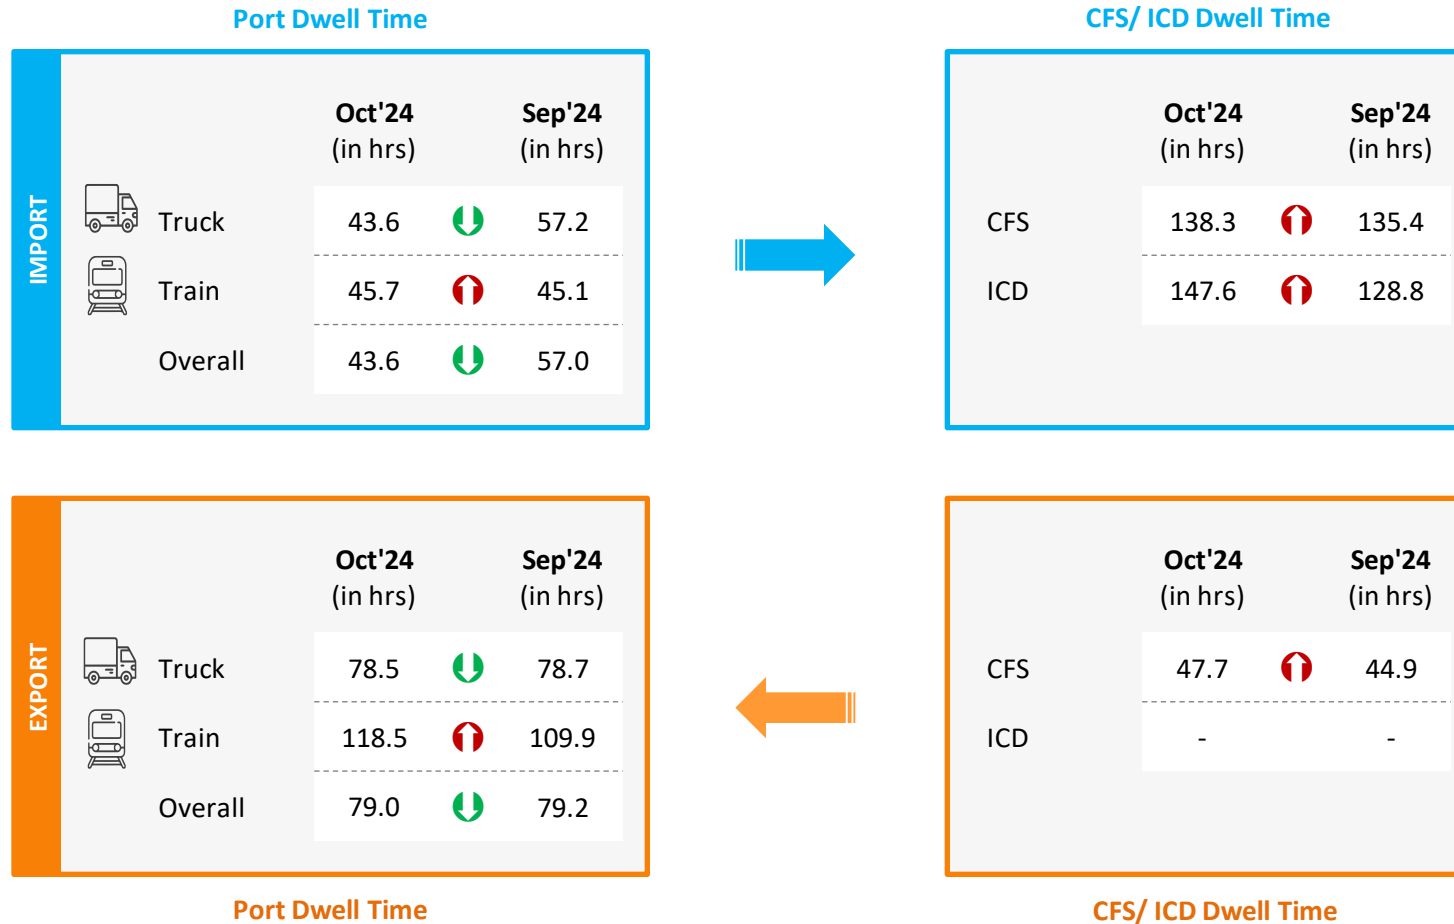 Port Dwell Time
CFS/ ICD Dwell Time
IMPORT
Oct'24 Sep'24
(in hrs) (in hrs)
Truck 43.6 57.2
Train 45.7 45.1
Overall 43.6 57.0
Oct'24 Sep'24
(in hrs) (in hrs)
CFS 138.3 135.4
ICD 147.6 128.8
EXPORT
Oct'24 Sep'24
(in hrs) (in hrs)
Truck 78.5 78.7
Train 118.5 109.9
Overall 79.0 79.2
Oct'24 Sep'24
(in hrs) (in hrs)
CFS 47.7 44.9
ICD - -
Port Dwell Time
CFS/ ICD Dwell Time